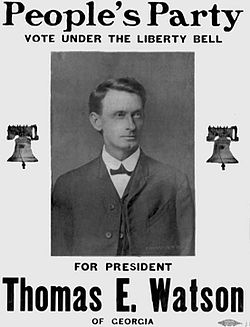 People's Party
VOTE UNDER THE LIBERTY BELL
FOR PRESIDENT
Thomas E. Watson
OF GEORGIA